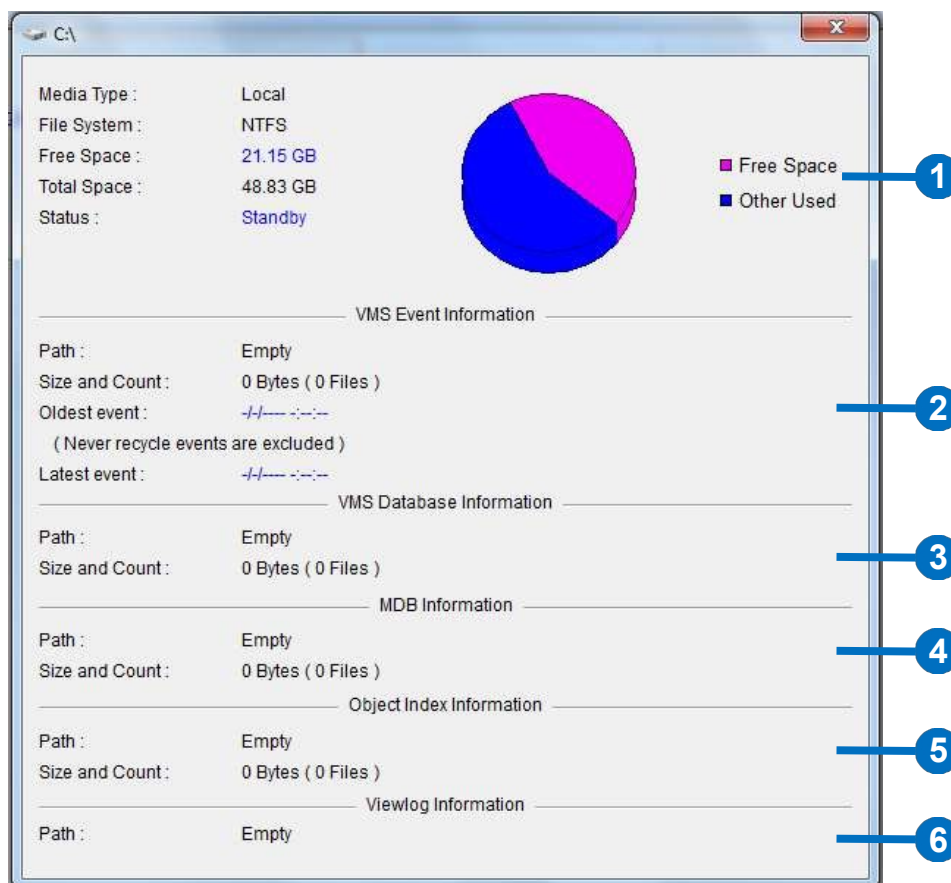 C:\
Media Type : Local
File System : NTFS
Free Space : 21.15 GB
Total Space : 48.83 GB
Status : Standby
Free Space
Other Used
1
VMS Event Information
Path : Empty
Size and Count : 0 Bytes ( 0 Files )
Oldest event : -/-/---- -:--:--
( Never recycle events are excluded )
Latest event : -/-/---- -:--:--
2
VMS Database Information
Path : Empty
Size and Count : 0 Bytes ( 0 Files )
3
MDB Information
Path : Empty
Size and Count : 0 Bytes ( 0 Files )
4
Object Index Information
Path : Empty
Size and Count : 0 Bytes ( 0 Files )
5
Viewlog Information
Path : Empty
6